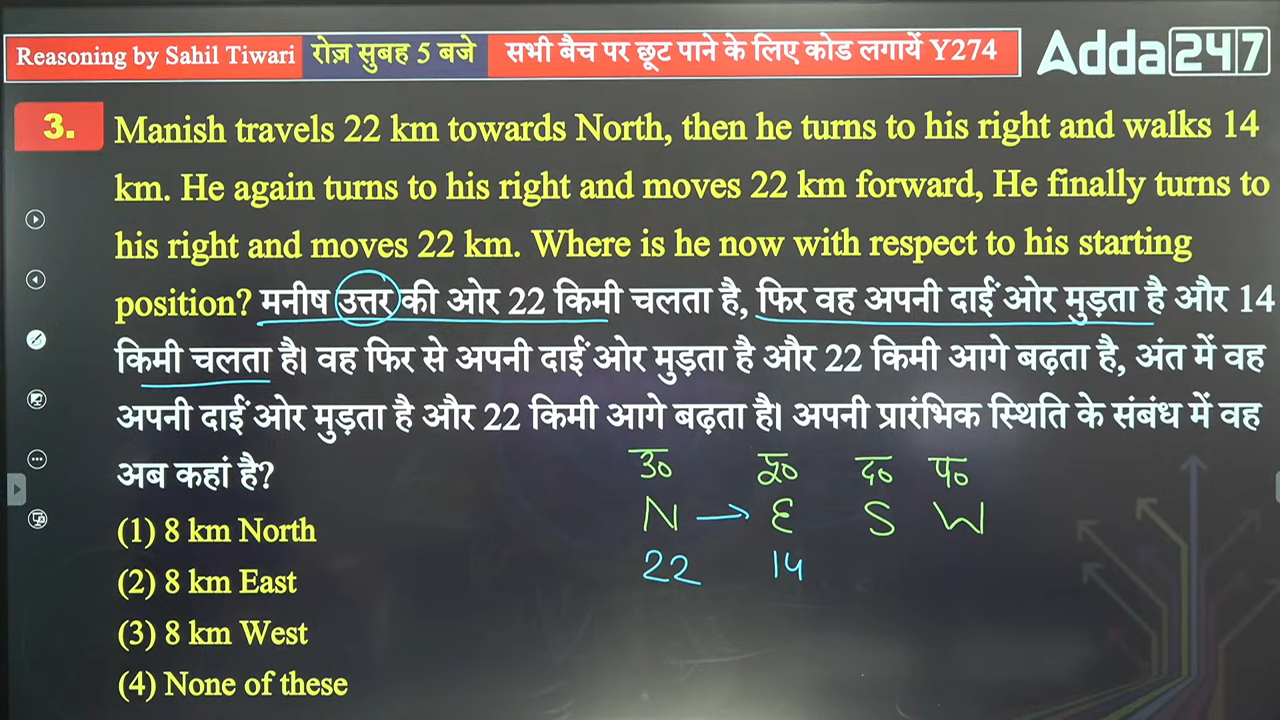 Reasoning by Sahil Tiwari रोज़ सुबह 5 बजे सभी बैच पर छूट पाने के लिए कोड लगायें Y274 Adda247
3. Manish travels 22 km towards North, then he turns to his right and walks 14
km. He again turns to his right and moves 22 km forward, He finally turns to
his right and moves 22 km. Where is he now with respect to his starting
position? मनीष उत्तर की ओर 22 किमी चलता है, फिर वह अपनी दाईं ओर मुड़ता है और 14
किमी चलता है। वह फिर से अपनी दाईं ओर मुड़ता है और 22 किमी आगे बढ़ता है, अंत में वह
अपनी दाईं ओर मुड़ता है और 22 किमी आगे बढ़ता है। अपनी प्रारंभिक स्थिति के संबंध में वह
अब कहां है?
उ० पू० द० प०
N → E S W
22 14
(1) 8 km North
(2) 8 km East
(3) 8 km West
(4) None of these